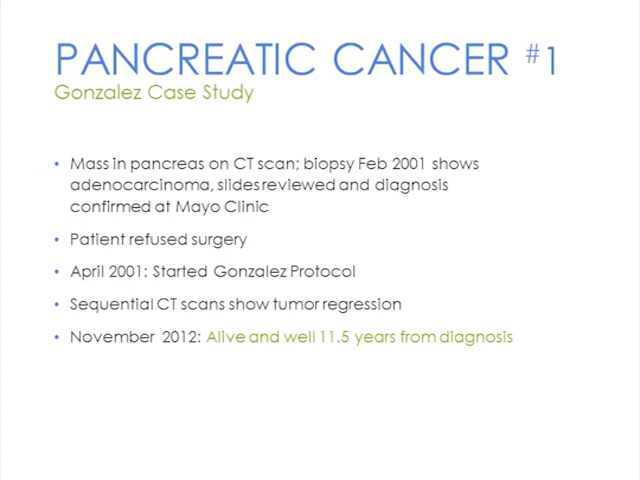 PANCREATIC CANCER #1
Gonzalez Case Study
• Mass in pancreas on CT scan; biopsy Feb 2001 shows
adenocarcinoma, slides reviewed and diagnosis
confirmed at Mayo Clinic
• Patient refused surgery
• April 2001: Started Gonzalez Protocol
• Sequential CT scans show tumor regression
• November 2012: Alive and well 11.5 years from diagnosis